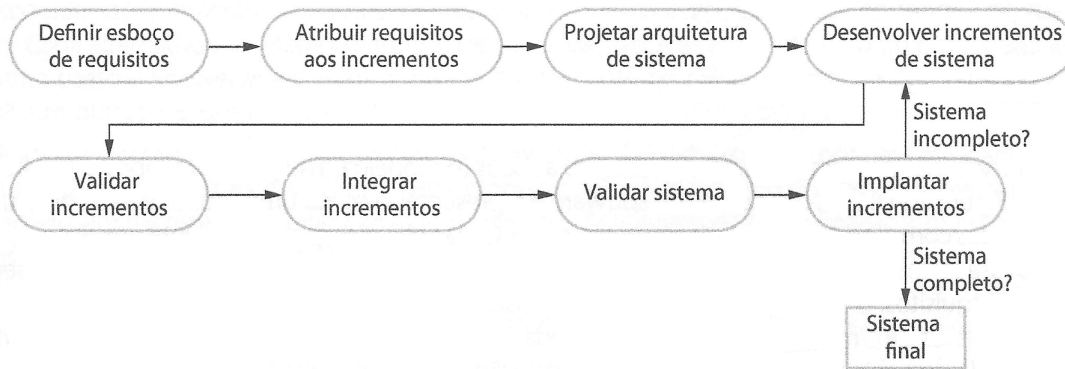 Definir esboço
de requisitos
Atribuir requisitos
aos incrementos
Projetar arquitetura
de sistema
Desenvolver incrementos
de sistema
Sistema
incompleto?
Validar
incrementos
Integrar
incrementos
Validar sistema
Implantar
incrementos
Sistema
completo?
Sistema
final